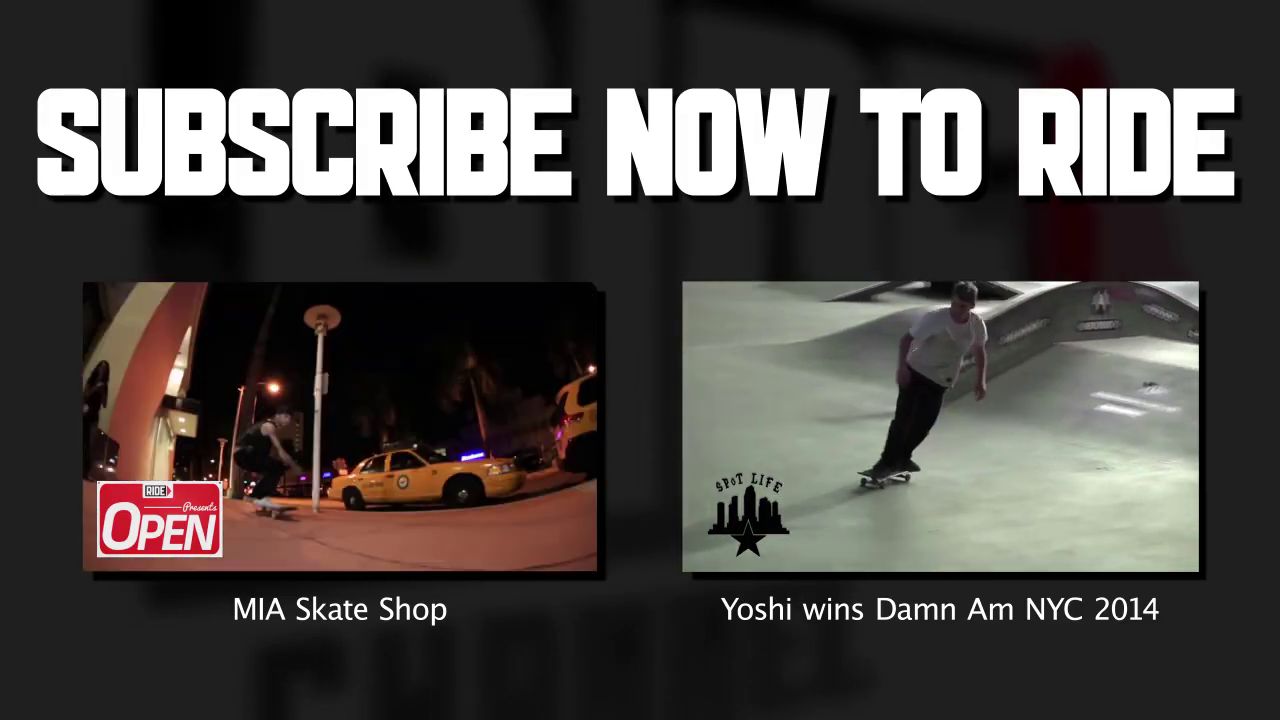 SUBSCRIBE NOW TO RIDE
RIDE
Presents
OPEN
SPoT LIFE
MIA Skate Shop
Yoshi wins Damn Am NYC 2014